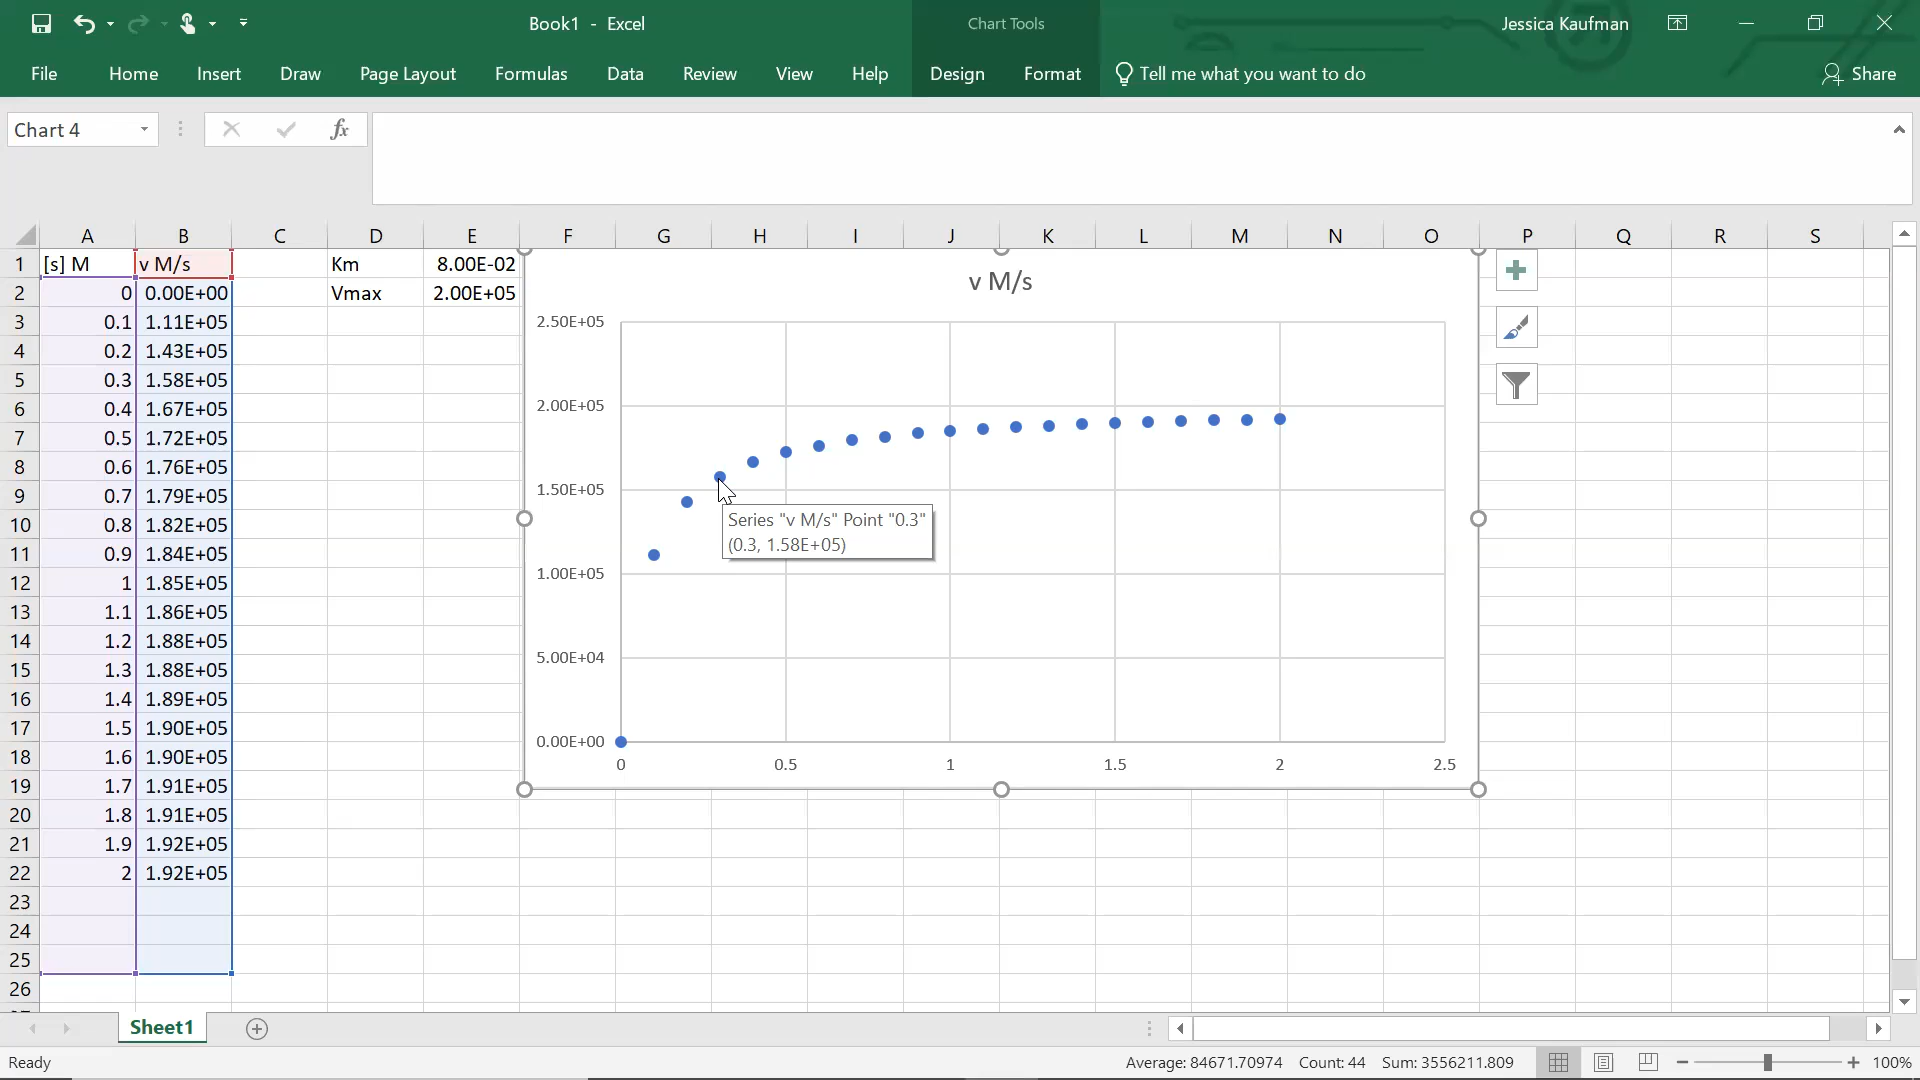 Book1 - Excel
Chart Tools
Jessica Kaufman
File Home Insert Draw Page Layout Formulas Data Review View Help Design Format Tell me what you want to do Share
Chart 4
fx
A B C D E F G H I J K L M N O P Q R S
1 [s] M v M/s Km 8.00E-02
2 0 0.00E+00 Vmax 2.00E+05
3 0.1 1.11E+05
4 0.2 1.43E+05
5 0.3 1.58E+05
6 0.4 1.67E+05
7 0.5 1.72E+05
8 0.6 1.76E+05
9 0.7 1.79E+05
10 0.8 1.82E+05
11 0.9 1.84E+05
12 1 1.85E+05
13 1.1 1.86E+05
14 1.2 1.88E+05
15 1.3 1.88E+05
16 1.4 1.89E+05
17 1.5 1.90E+05
18 1.6 1.90E+05
19 1.7 1.91E+05
20 1.8 1.91E+05
21 1.9 1.92E+05
22 2 1.92E+05
23
24
25
26
v M/s
2.50E+05
2.00E+05
1.50E+05
1.00E+05
5.00E+04
0.00E+00
0 0.5 1 1.5 2 2.5
Series "v M/s" Point "0.3"
(0.3, 1.58E+05)
Sheet1
Ready
Average: 84671.70974 Count: 44 Sum: 3556211.809 100%